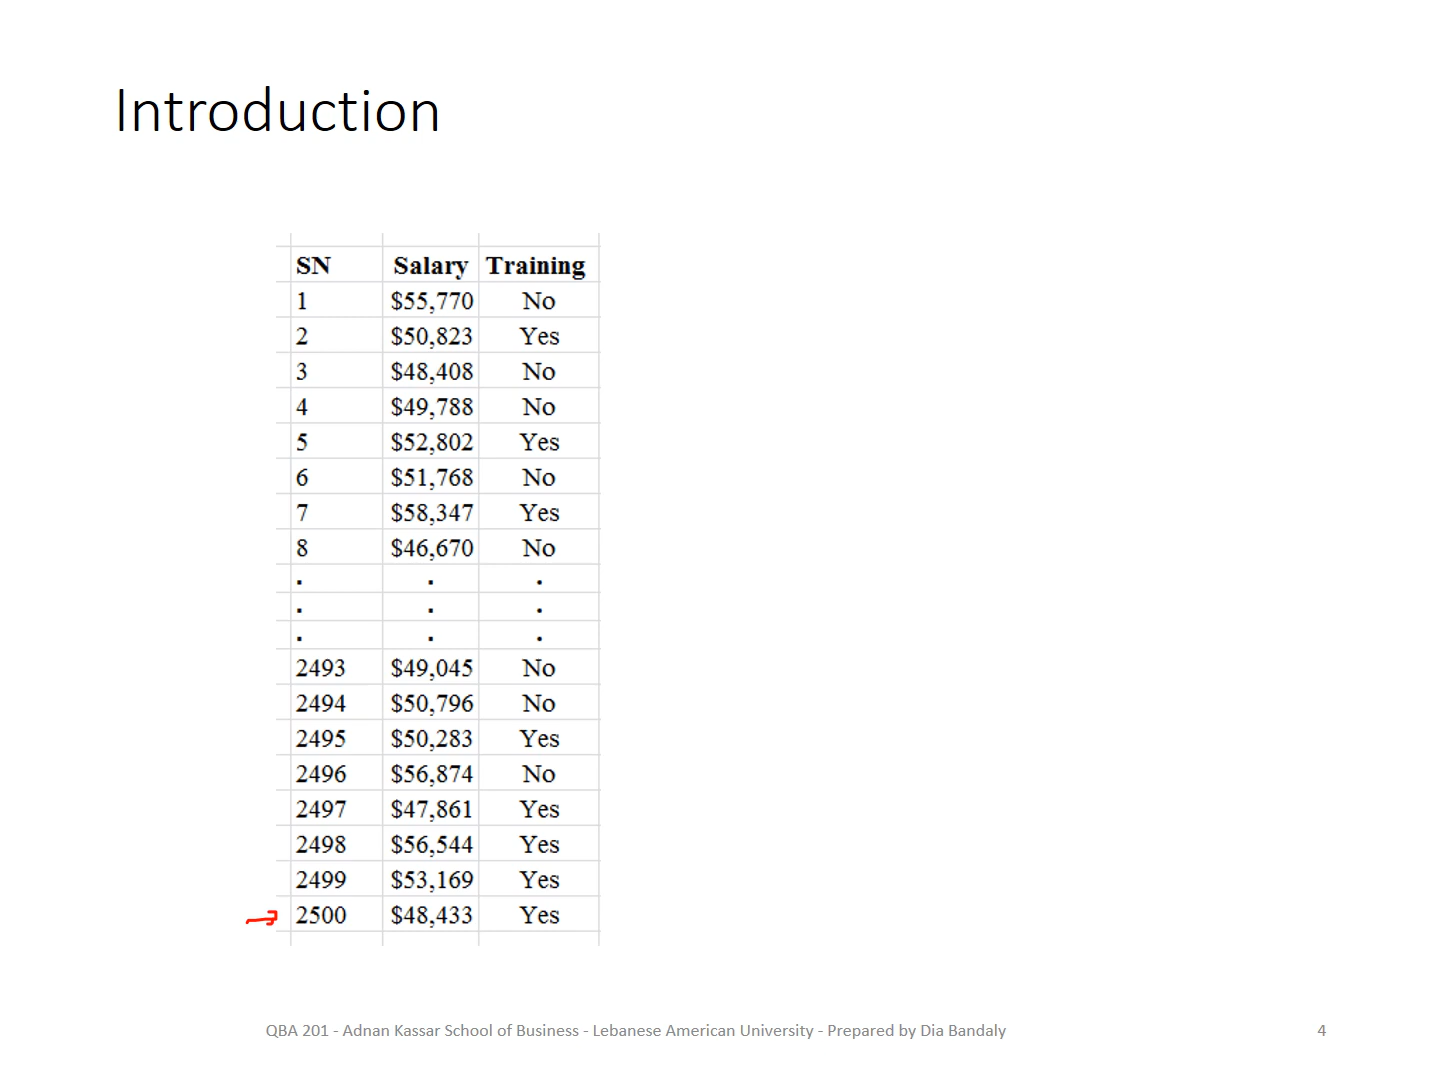 Introduction
SN Salary Training
1 $55,770 No
2 $50,823 Yes
3 $48,408 No
4 $49,788 No
5 $52,802 Yes
6 $51,768 No
7 $58,347 Yes
8 $46,670 No
. . .
. . .
. . .
2493 $49,045 No
2494 $50,796 No
2495 $50,283 Yes
2496 $56,874 No
2497 $47,861 Yes
2498 $56,544 Yes
2499 $53,169 Yes
2500 $48,433 Yes
QBA 201 - Adnan Kassar School of Business - Lebanese American University - Prepared by Dia Bandaly 4